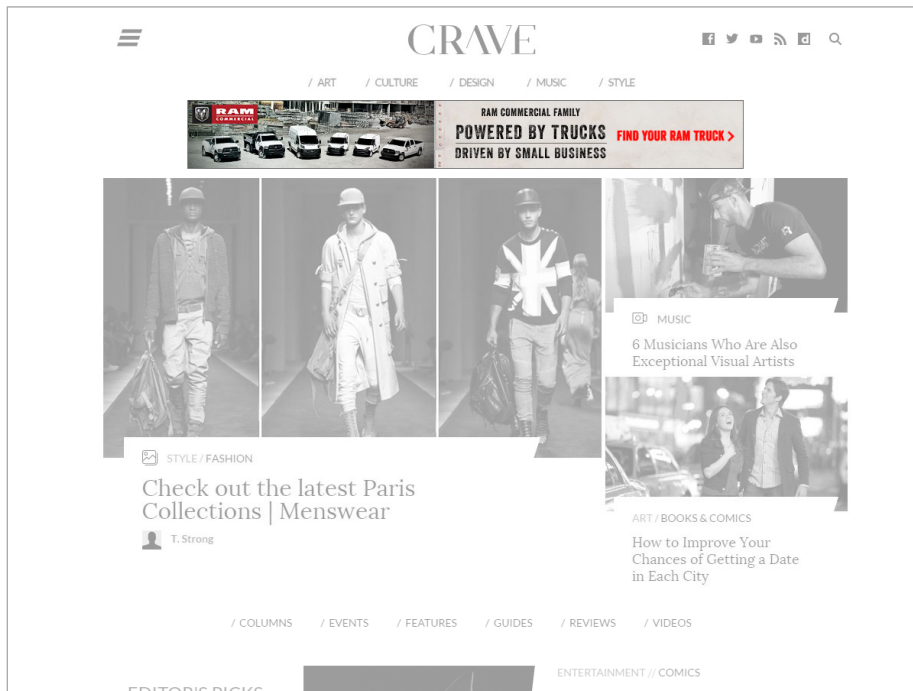 CRAVE
/ ART / CULTURE / DESIGN / MUSIC / STYLE
RAM
COMMERCIAL
RAM COMMERCIAL FAMILY
POWERED BY TRUCKS
DRIVEN BY SMALL BUSINESS
FIND YOUR RAM TRUCK >
STYLE / FASHION
Check out the latest Paris
Collections | Menswear
T. Strong
MUSIC
6 Musicians Who Are Also
Exceptional Visual Artists
ART / BOOKS & COMICS
How to Improve Your
Chances of Getting a Date
in Each City
/ COLUMNS / EVENTS / FEATURES / GUIDES / REVIEWS / VIDEOS
EDITOR'S PICKS
ENTERTAINMENT // COMICS